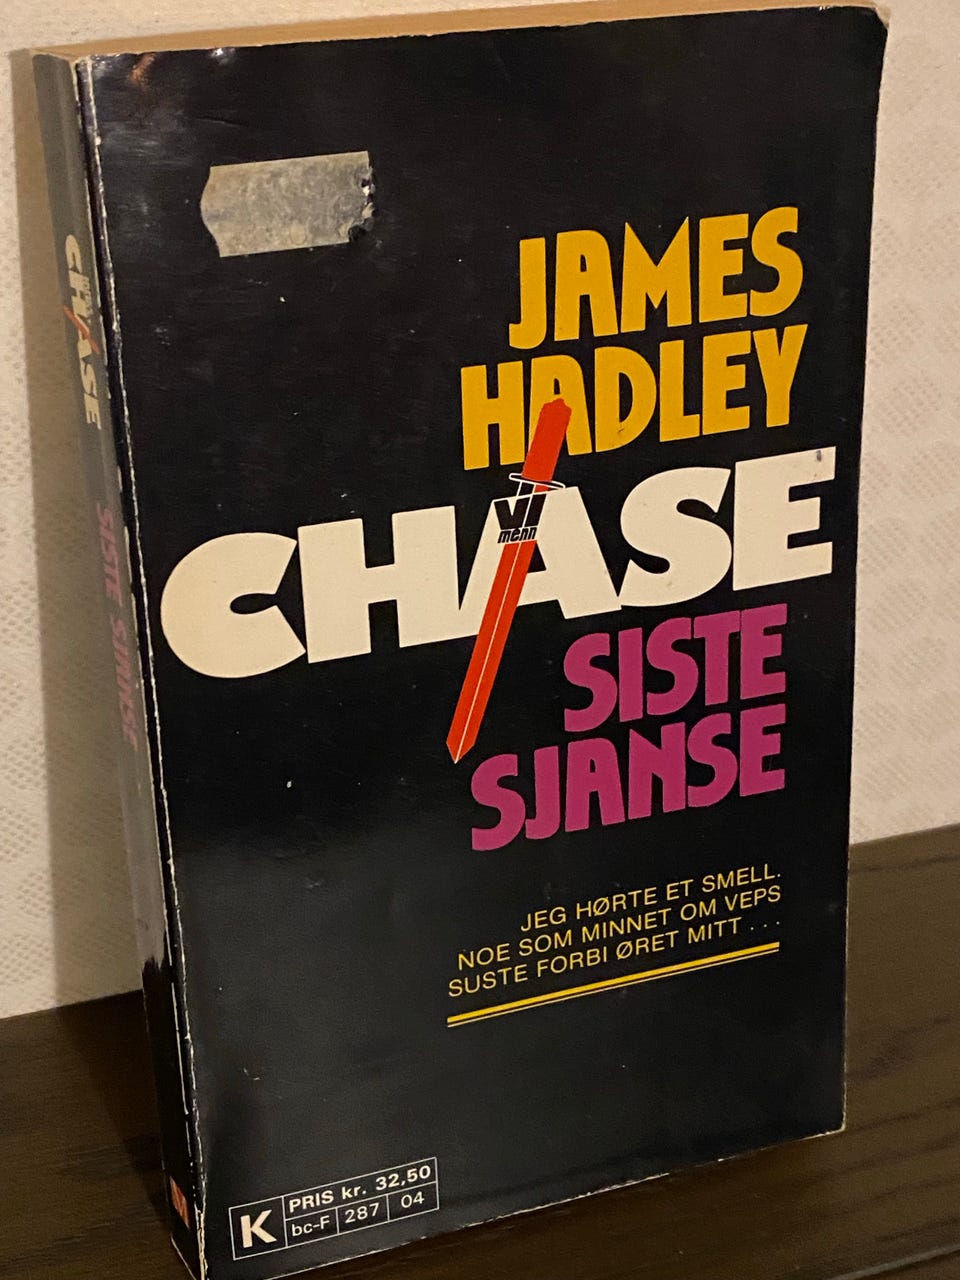 JAMES
HADLEY
CHASE
vi
menn
SISTE
SJANSE
JEG HØRTE ET SMELL.
NOE SOM MINNET OM VEPS
SUSTE FORBI ØRET MITT . . .
K
PRIS kr. 32,50
bc-F 287 04
CHASE
SISTE SJANSE